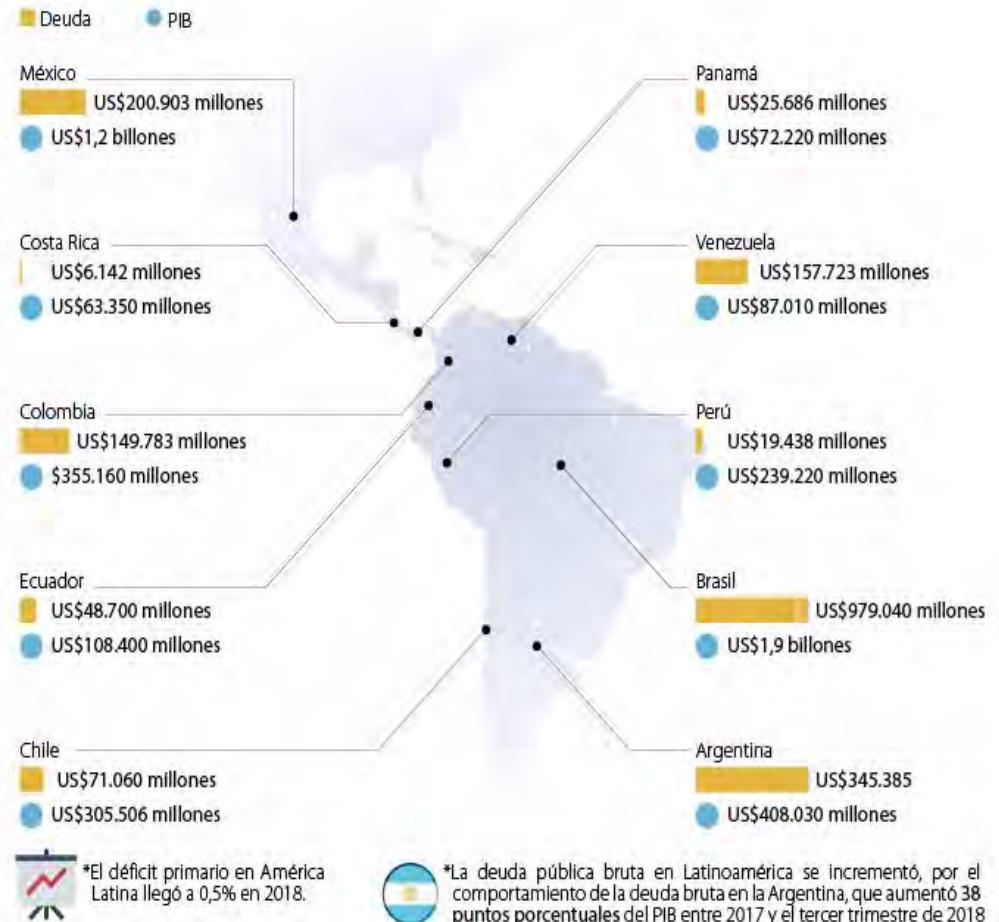 Deuda
PIB
México
US$200.903 millones
US$1,2 billones
Costa Rica
US$6.142 millones
US$63.350 millones
Colombia
US$149.783 millones
$355.160 millones
Ecuador
US$48.700 millones
US$108.400 millones
Chile
US$71.060 millones
US$305.506 millones
Panamá
US$25.686 millones
US$72.220 millones
Venezuela
US$157.723 millones
US$87.010 millones
Perú
US$19.438 millones
US$239.220 millones
Brasil
US$979.040 millones
US$1,9 billones
Argentina
US$345.385
US$408.030 millones
*El déficit primario en América
Latina llegó a 0,5% en 2018.
*La deuda pública bruta en Latinoamérica se incrementó, por el
comportamiento de la deuda bruta en la Argentina, que aumentó 38
puntos porcentuales del PIB entre 2017 y el tercer trimestre de 2018